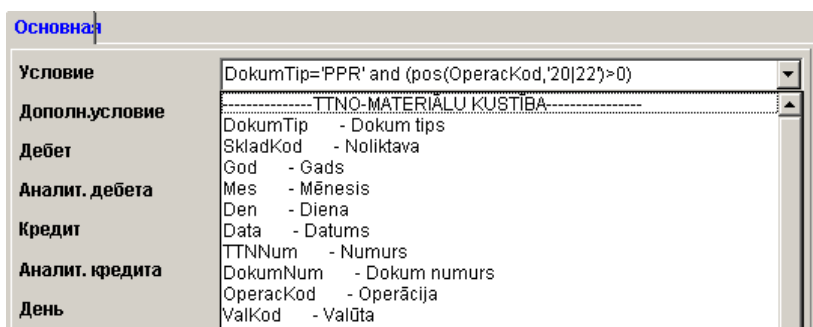 Основная
Условие DokumTip='PPR' and (pos(OperacKod,'20|22')>0)
---------------TTNO-MATERIĀLU KUSTĪBA----------------
Дополн.условие DokumTip - Dokum tips
SkladKod - Noliktava
Дебет God - Gads
Аналит. дебета Mes - Mēnesis
Den - Diena
Кредит Data - Datums
TTNNum - Numurs
Аналит. кредита DokumNum - Dokum numurs
OperacKod - Operācija
День ValKod - Valūta